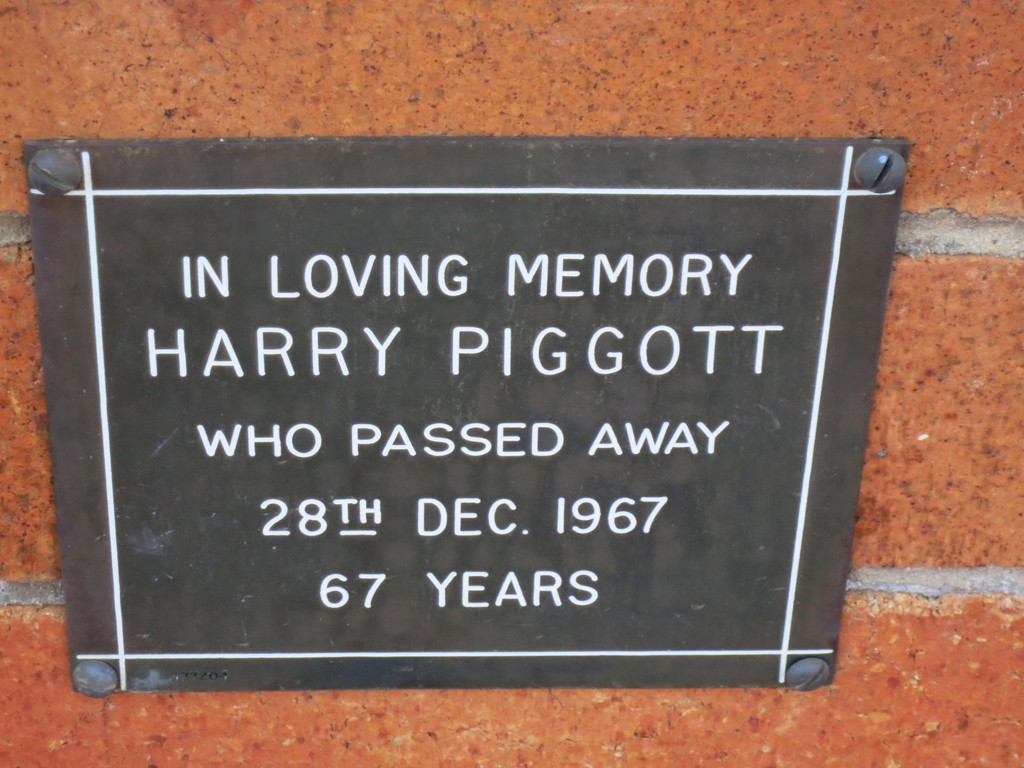 IN LOVING MEMORY
HARRY PIGGOTT
WHO PASSED AWAY
28TH DEC. 1967
67 YEARS